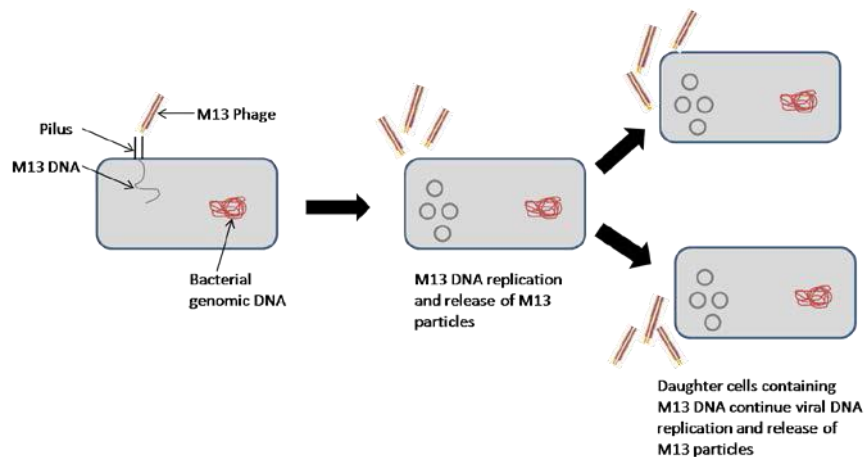 M13 Phage
Pilus
M13 DNA
Bacterial
genomic DNA
M13 DNA replication
and release of M13
particles
Daughter cells containing
M13 DNA continue viral DNA
replication and release of
M13 particles